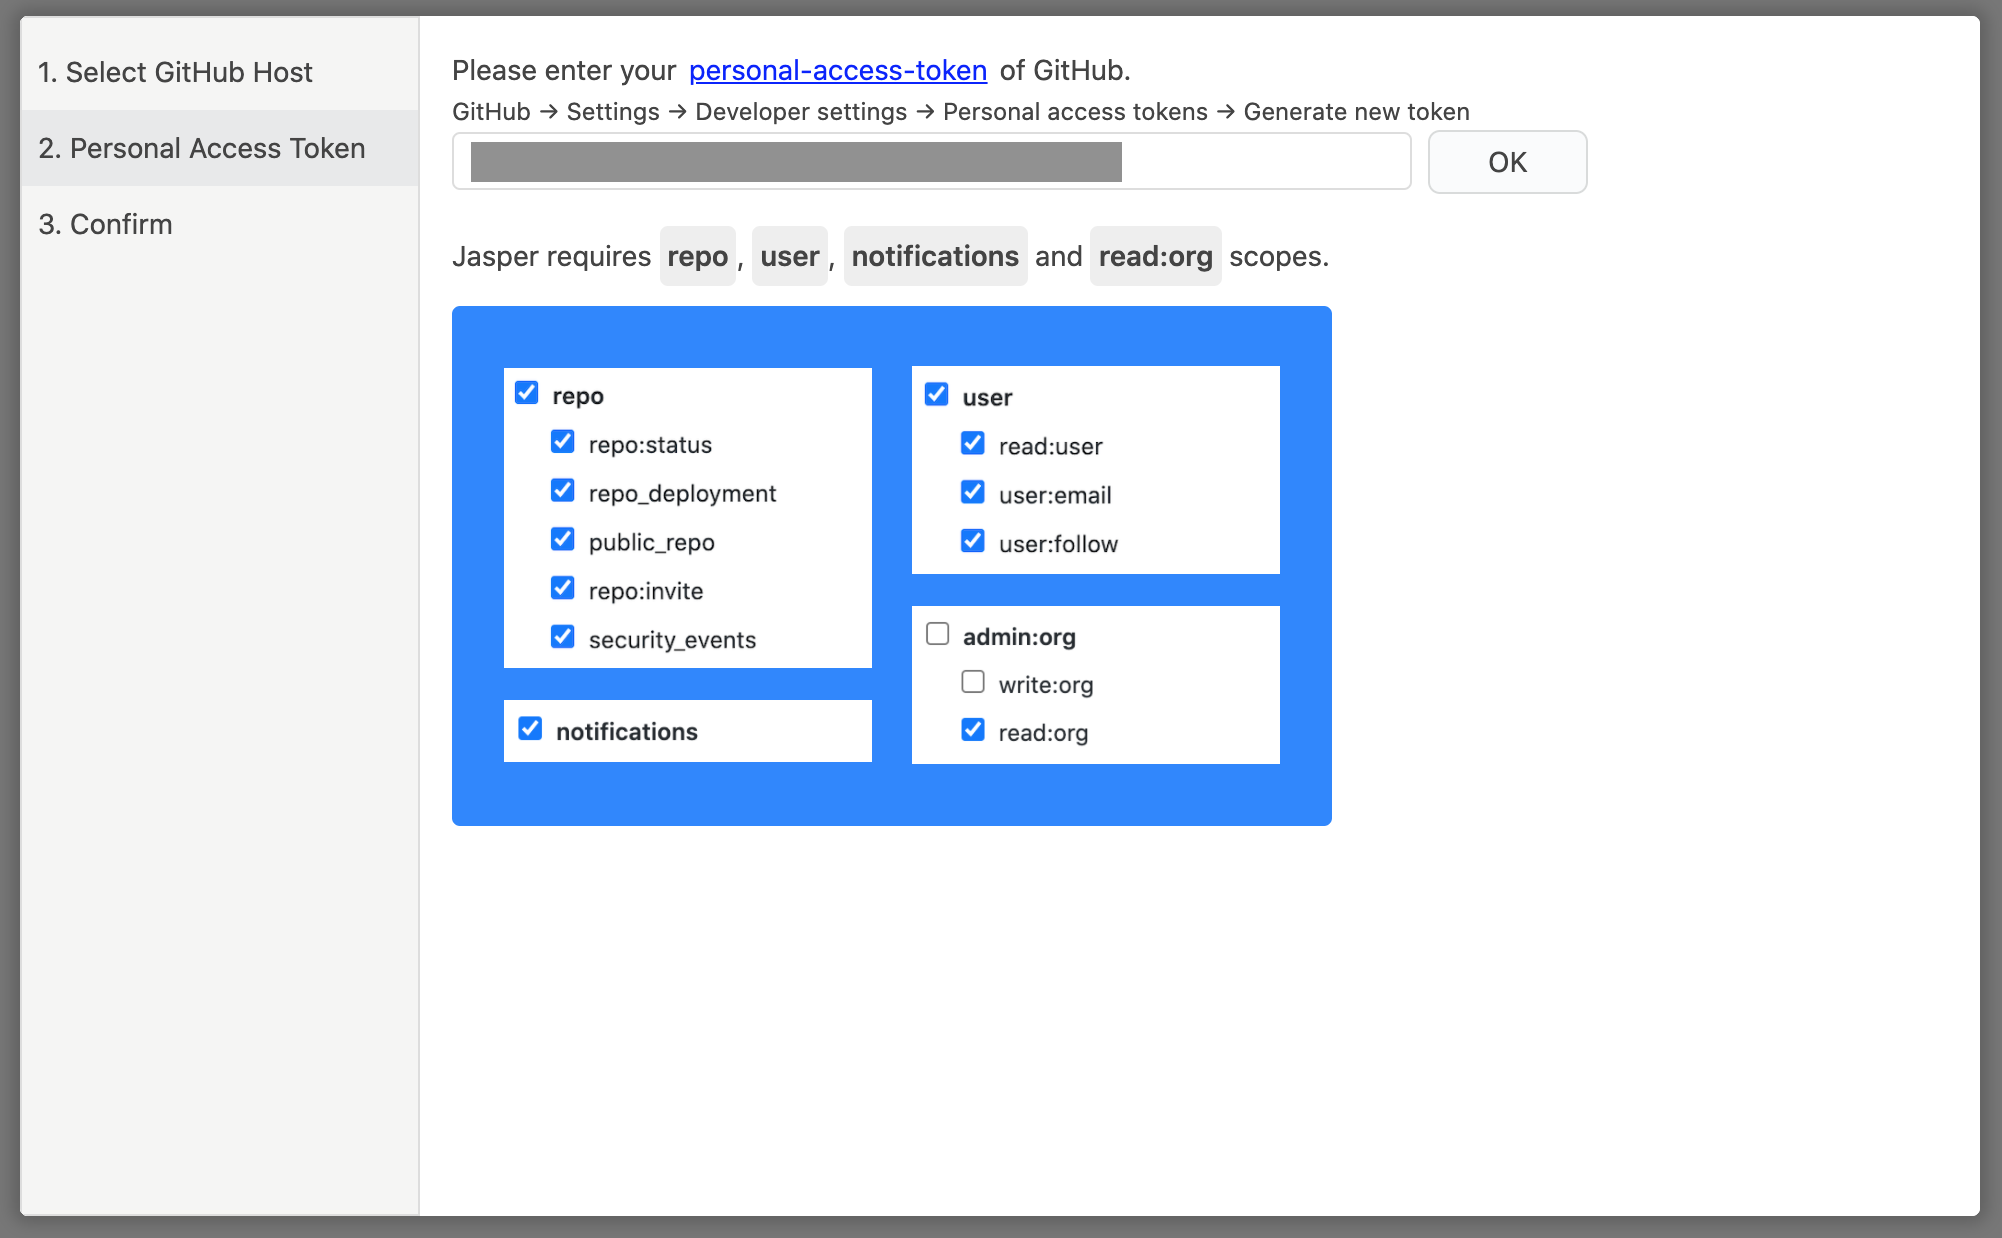 1. Select GitHub Host
2. Personal Access Token
3. Confirm
Please enter your personal-access-token of GitHub.
GitHub → Settings → Developer settings → Personal access tokens → Generate new token
OK
Jasper requires repo, user, notifications and read:org scopes.
repo
repo:status
repo_deployment
public_repo
repo:invite
security_events
notifications
user
read:user
user:email
user:follow
admin:org
write:org
read:org